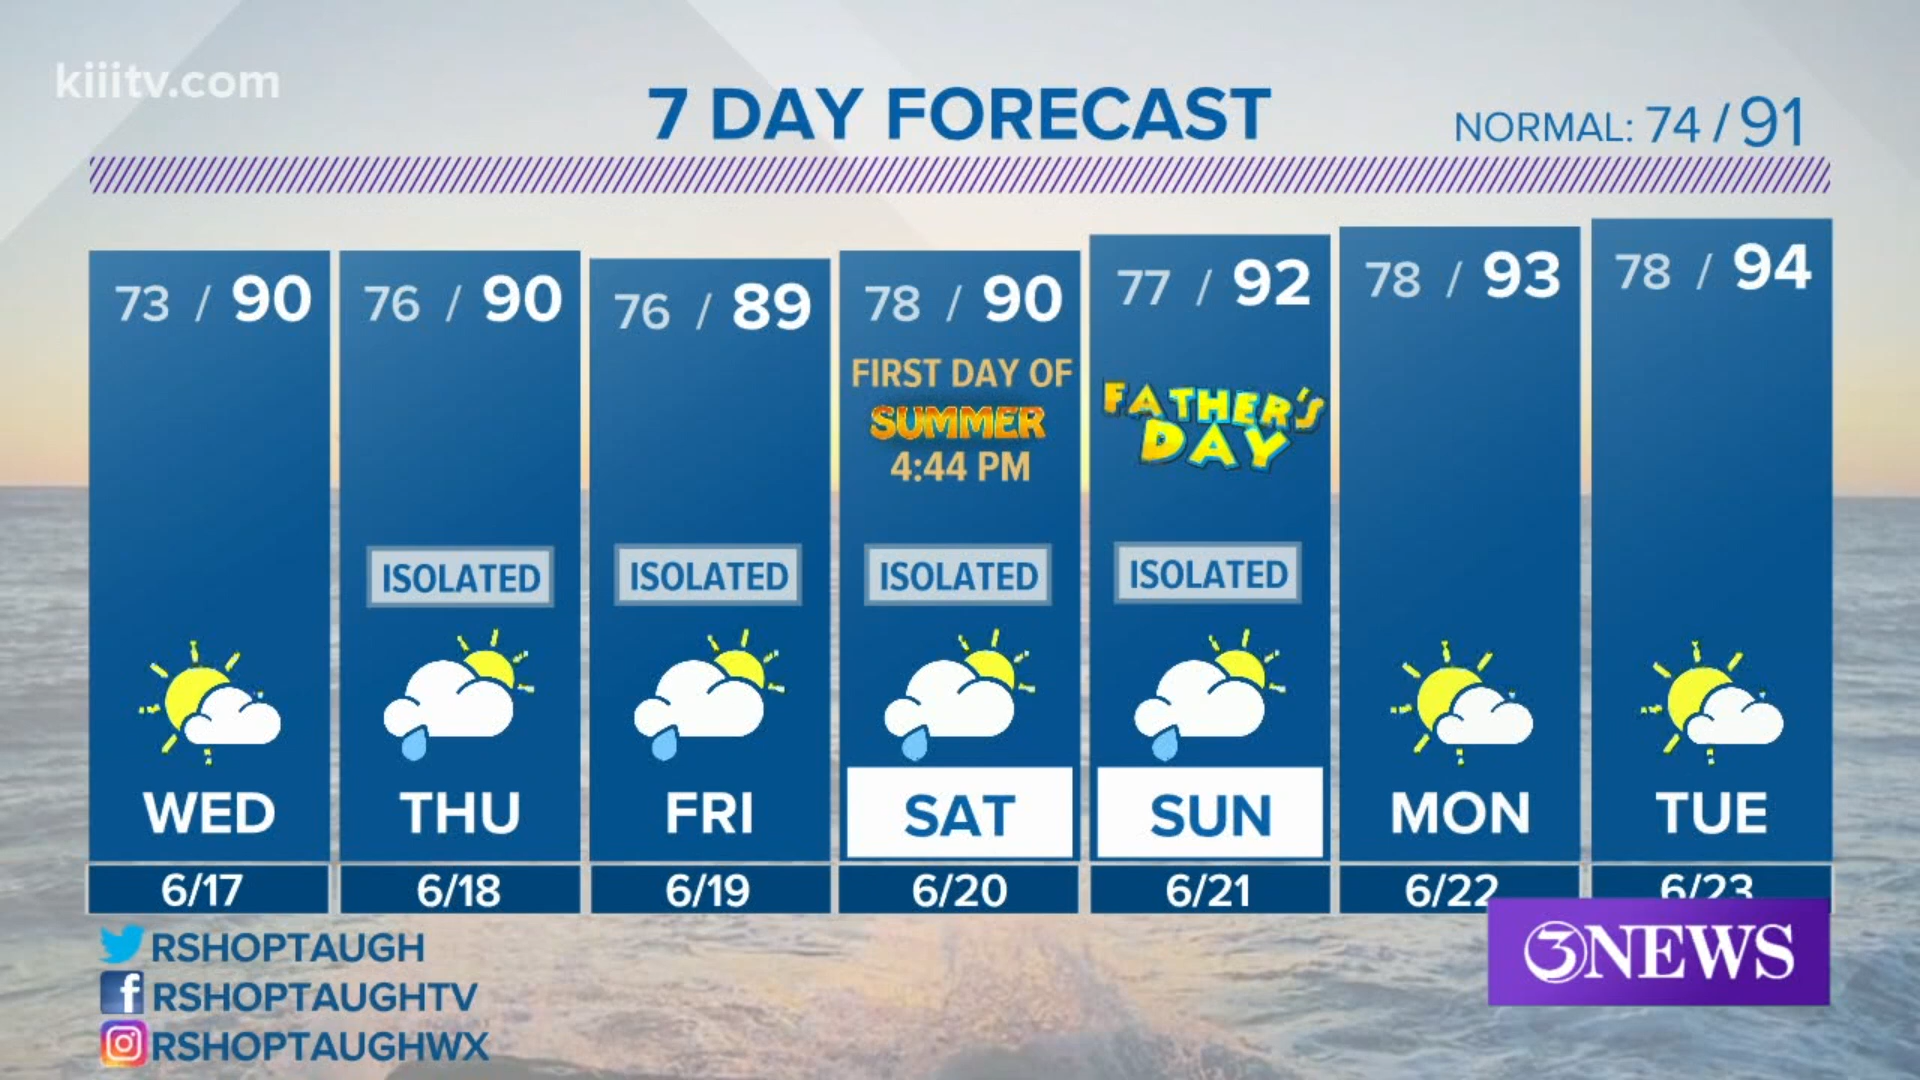 kiiitv.com
7 DAY FORECAST
NORMAL: 74 / 91
73 / 90
76 / 90
76 / 89
78 / 90
77 / 92
78 / 93
78 / 94
FIRST DAY OF
SUMMER
4:44 PM
FATHER'S
DAY
ISOLATED
ISOLATED
ISOLATED
ISOLATED
WED
THU
FRI
SAT
SUN
MON
TUE
6/17
6/18
6/19
6/20
6/21
6/22
6/23
RSHOPTAUGH
RSHOPTAUGHTV
RSHOPTAUGHWX
3NEWS